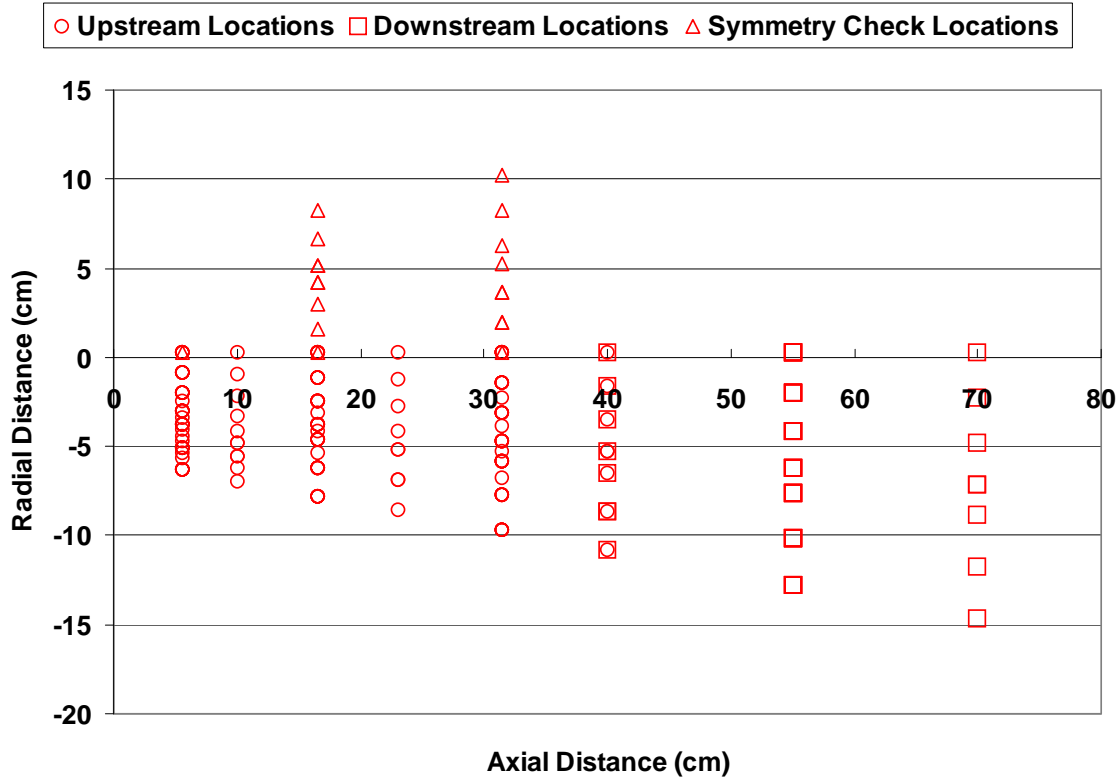 Upstream Locations Downstream Locations Symmetry Check Locations
15
10
5
0
0 10 20 30 40 50 60 70 80
-5
-10
-15
-20
Radial Distance (cm)
Axial Distance (cm)